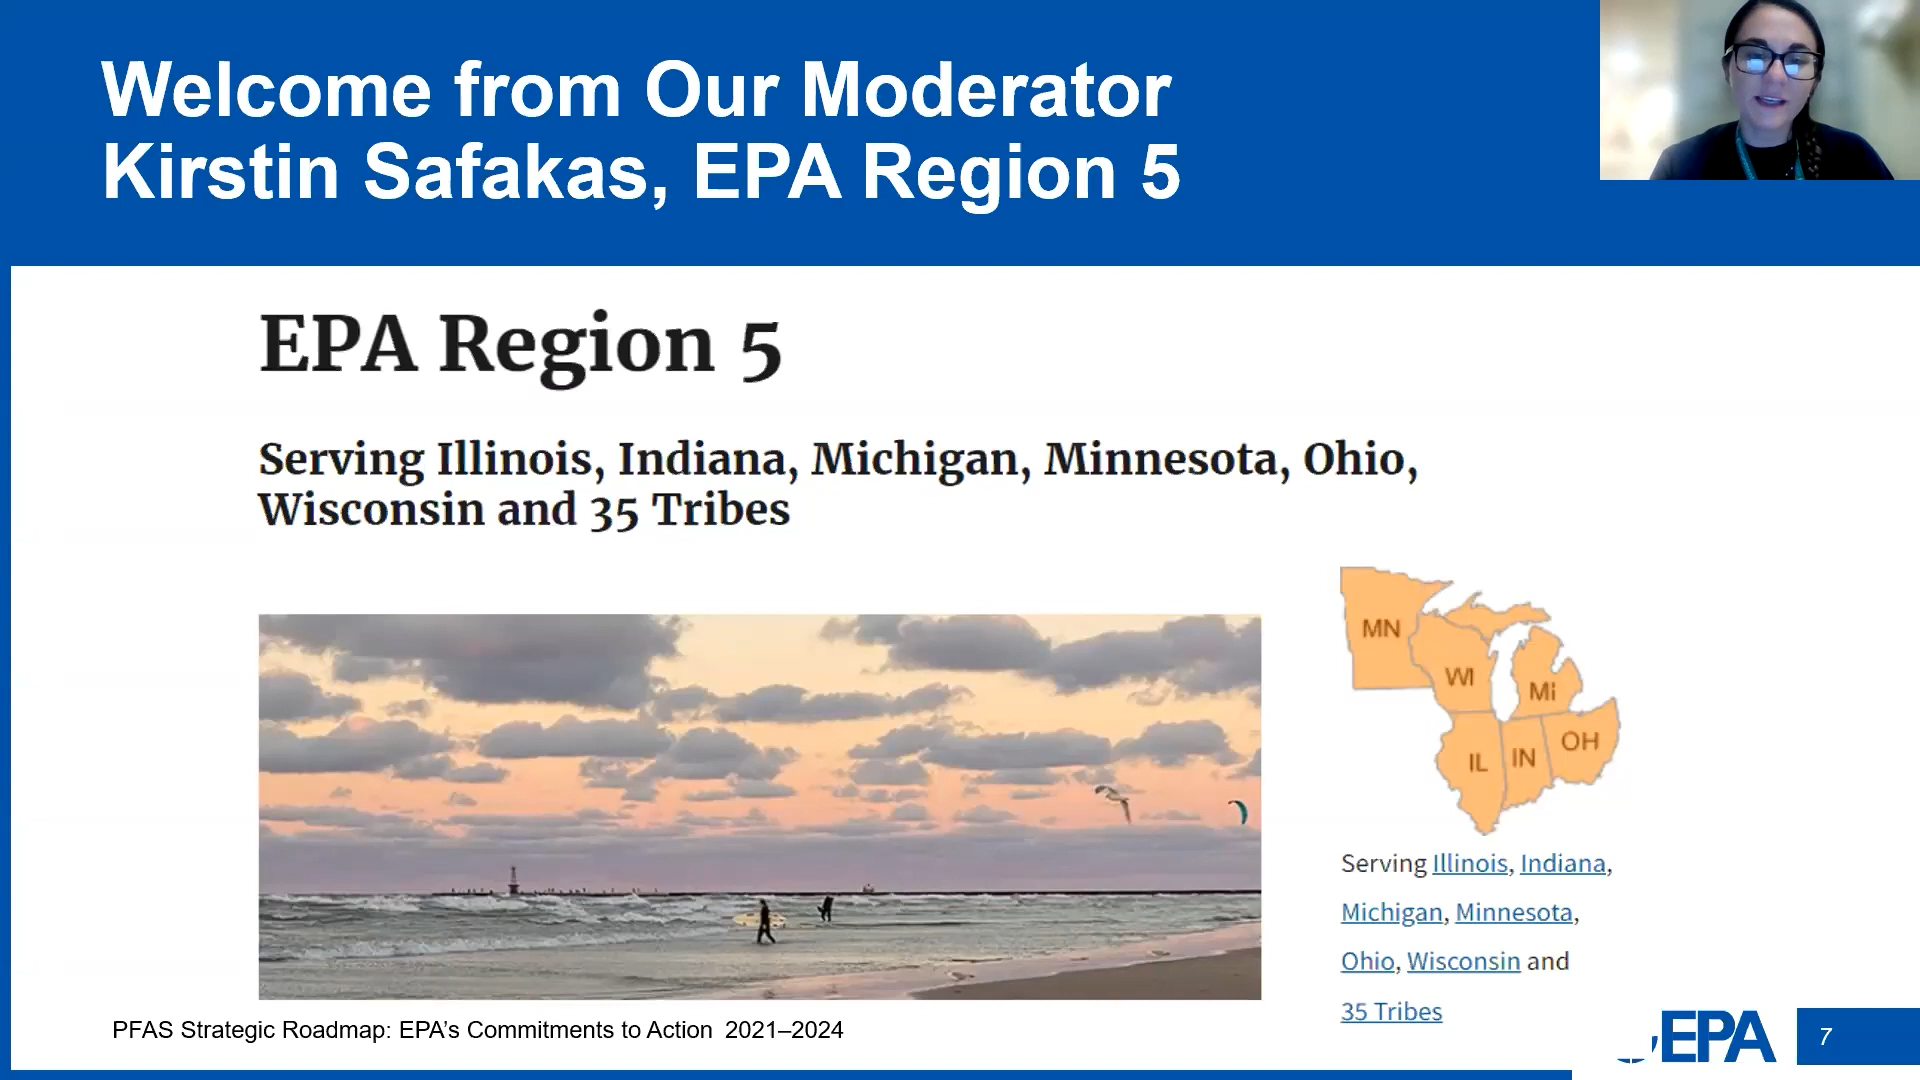 Welcome from Our Moderator
Kirstin Safakas, EPA Region 5
EPA Region 5
Serving Illinois, Indiana, Michigan, Minnesota, Ohio,
Wisconsin and 35 Tribes
MN
WI
Mi
IL
IN
OH
Serving Illinois, Indiana,
Michigan, Minnesota,
Ohio, Wisconsin and
35 Tribes
PFAS Strategic Roadmap: EPA’s Commitments to Action 2021–2024
EPA
7